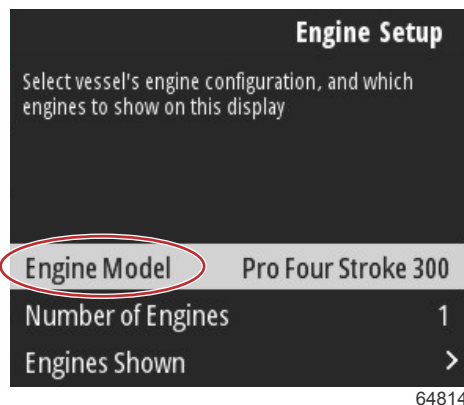 Engine Setup
Select vessel's engine configuration, and which
engines to show on this display
Engine Model Pro Four Stroke 300
Number of Engines 1
Engines Shown >
64814